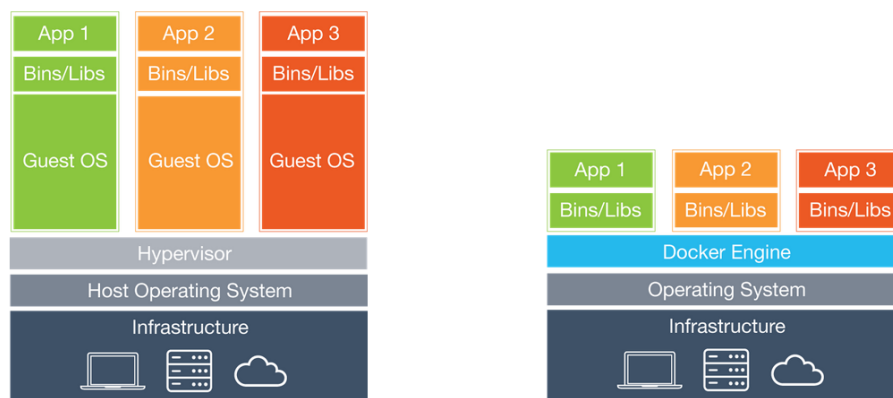 App 1
App 2
App 3
Bins/Libs
Bins/Libs
Bins/Libs
Guest OS
Guest OS
Guest OS
Hypervisor
Host Operating System
Infrastructure
App 1
App 2
App 3
Bins/Libs
Bins/Libs
Bins/Libs
Docker Engine
Operating System
Infrastructure